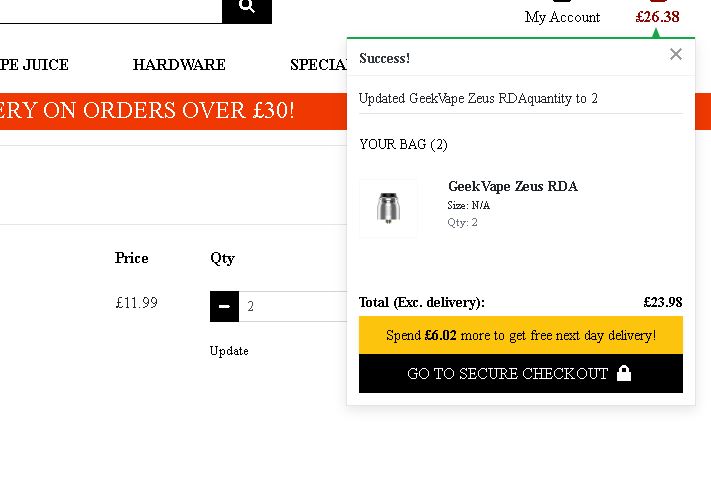 My Account
£26.38
PE JUICE
HARDWARE
SPECIA
ERY ON ORDERS OVER £30!
Success!
Updated GeekVape Zeus RDAquantity to 2
YOUR BAG (2)
GeekVape Zeus RDA
Size: N/A
Qty: 2
Price
Qty
£11.99
2
Update
Total (Exc. delivery):
£23.98
Spend £6.02 more to get free next day delivery!
GO TO SECURE CHECKOUT